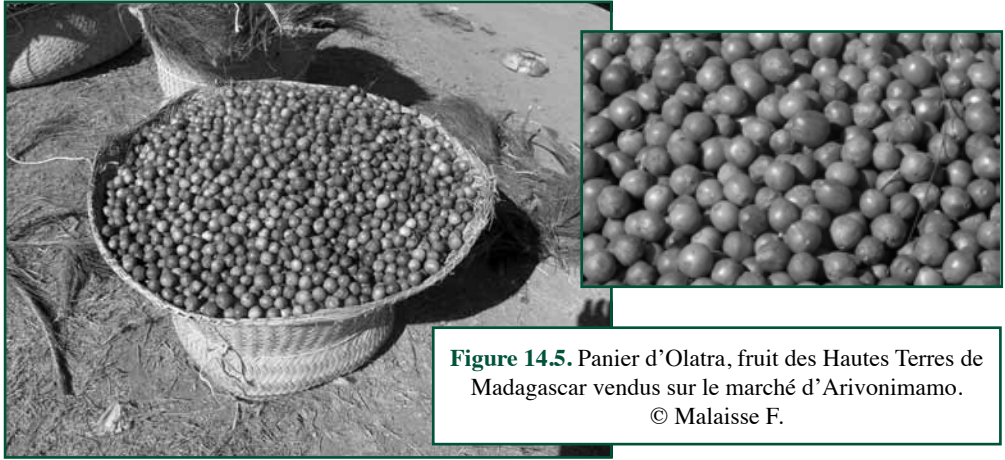 Figure 14.5. Panier d’Olatra, fruit des Hautes Terres de
Madagascar vendus sur le marché d’Arivonimamo.
© Malaisse F.